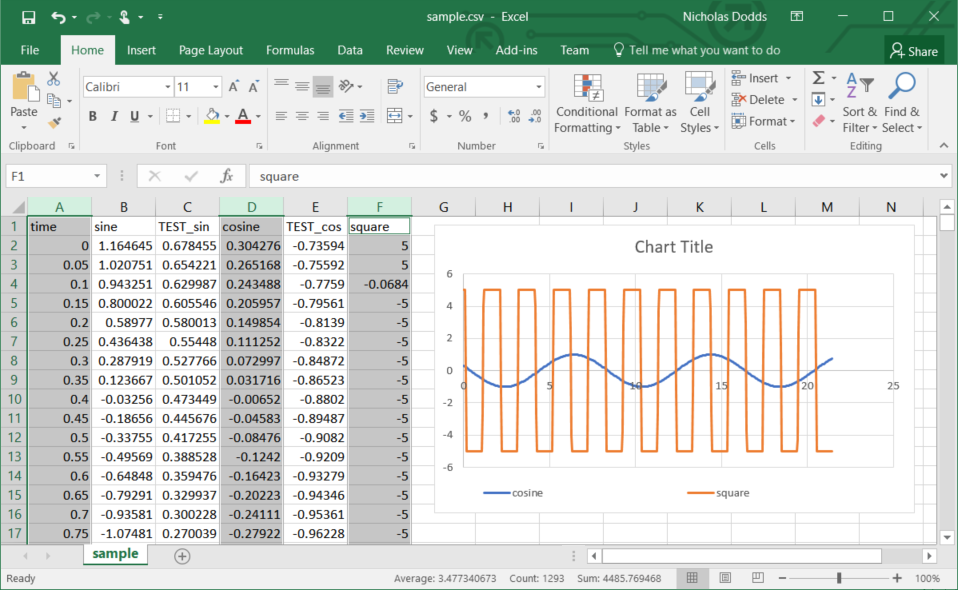 sample.csv - Excel
Nicholas Dodds
File Home Insert Page Layout Formulas Data Review View Add-ins Team Tell me what you want to do Share
Paste
Clipboard
Calibri 11
B I U A
Font
Alignment
General
$ % ,
Number
Conditional Formatting
Format as Table
Cell Styles
Styles
Insert
Delete
Format
Cells
Sort & Filter
Find & Select
Editing
F1 fx square
A B C D E F G H I J K L M N
1 time sine TEST_sin cosine TEST_cos square
2 0 1.164645 0.678455 0.304276 -0.73594 5
3 0.05 1.020751 0.654221 0.265168 -0.75592 5
4 0.1 0.943251 0.629987 0.243488 -0.7759 -0.0684
5 0.15 0.800022 0.605546 0.205957 -0.79561 -5
6 0.2 0.58977 0.580013 0.149854 -0.8139 -5
7 0.25 0.436438 0.55448 0.111252 -0.8322 -5
8 0.3 0.287919 0.527766 0.072997 -0.84872 -5
9 0.35 0.123667 0.501052 0.031716 -0.86523 -5
10 0.4 -0.03256 0.473449 -0.00652 -0.8802 -5
11 0.45 -0.18656 0.445676 -0.04583 -0.89487 -5
12 0.5 -0.33755 0.417255 -0.08476 -0.9082 -5
13 0.55 -0.49569 0.388528 -0.1242 -0.9209 -5
14 0.6 -0.64848 0.359476 -0.16423 -0.93279 -5
15 0.65 -0.79291 0.329937 -0.20223 -0.94346 -5
16 0.7 -0.93581 0.300228 -0.24111 -0.95361 -5
17 0.75 -1.07481 0.270039 -0.27922 -0.96228 -5
Chart Title
6
4
2
0
-2
-4
-6
0 5 10 15 20 25
cosine square
sample
Ready Average: 3.477340673 Count: 1293 Sum: 4485.769468 100%